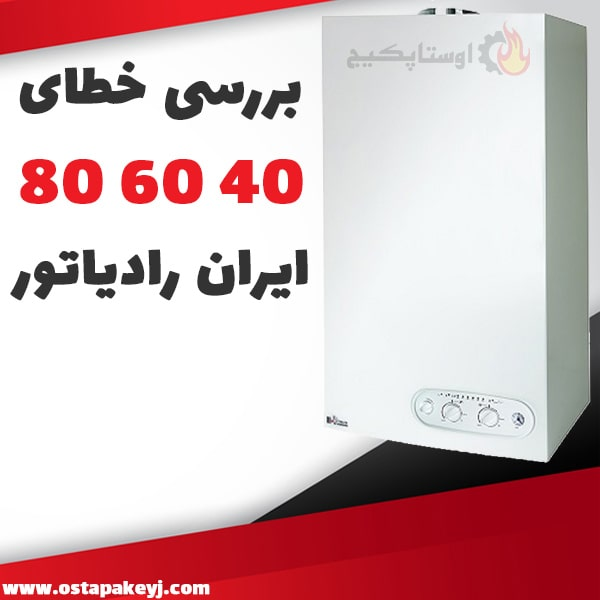 اوستاپکیج
بررسی خطای
80 60 40
ایران رادیاتور
www.ostapakeyj.com